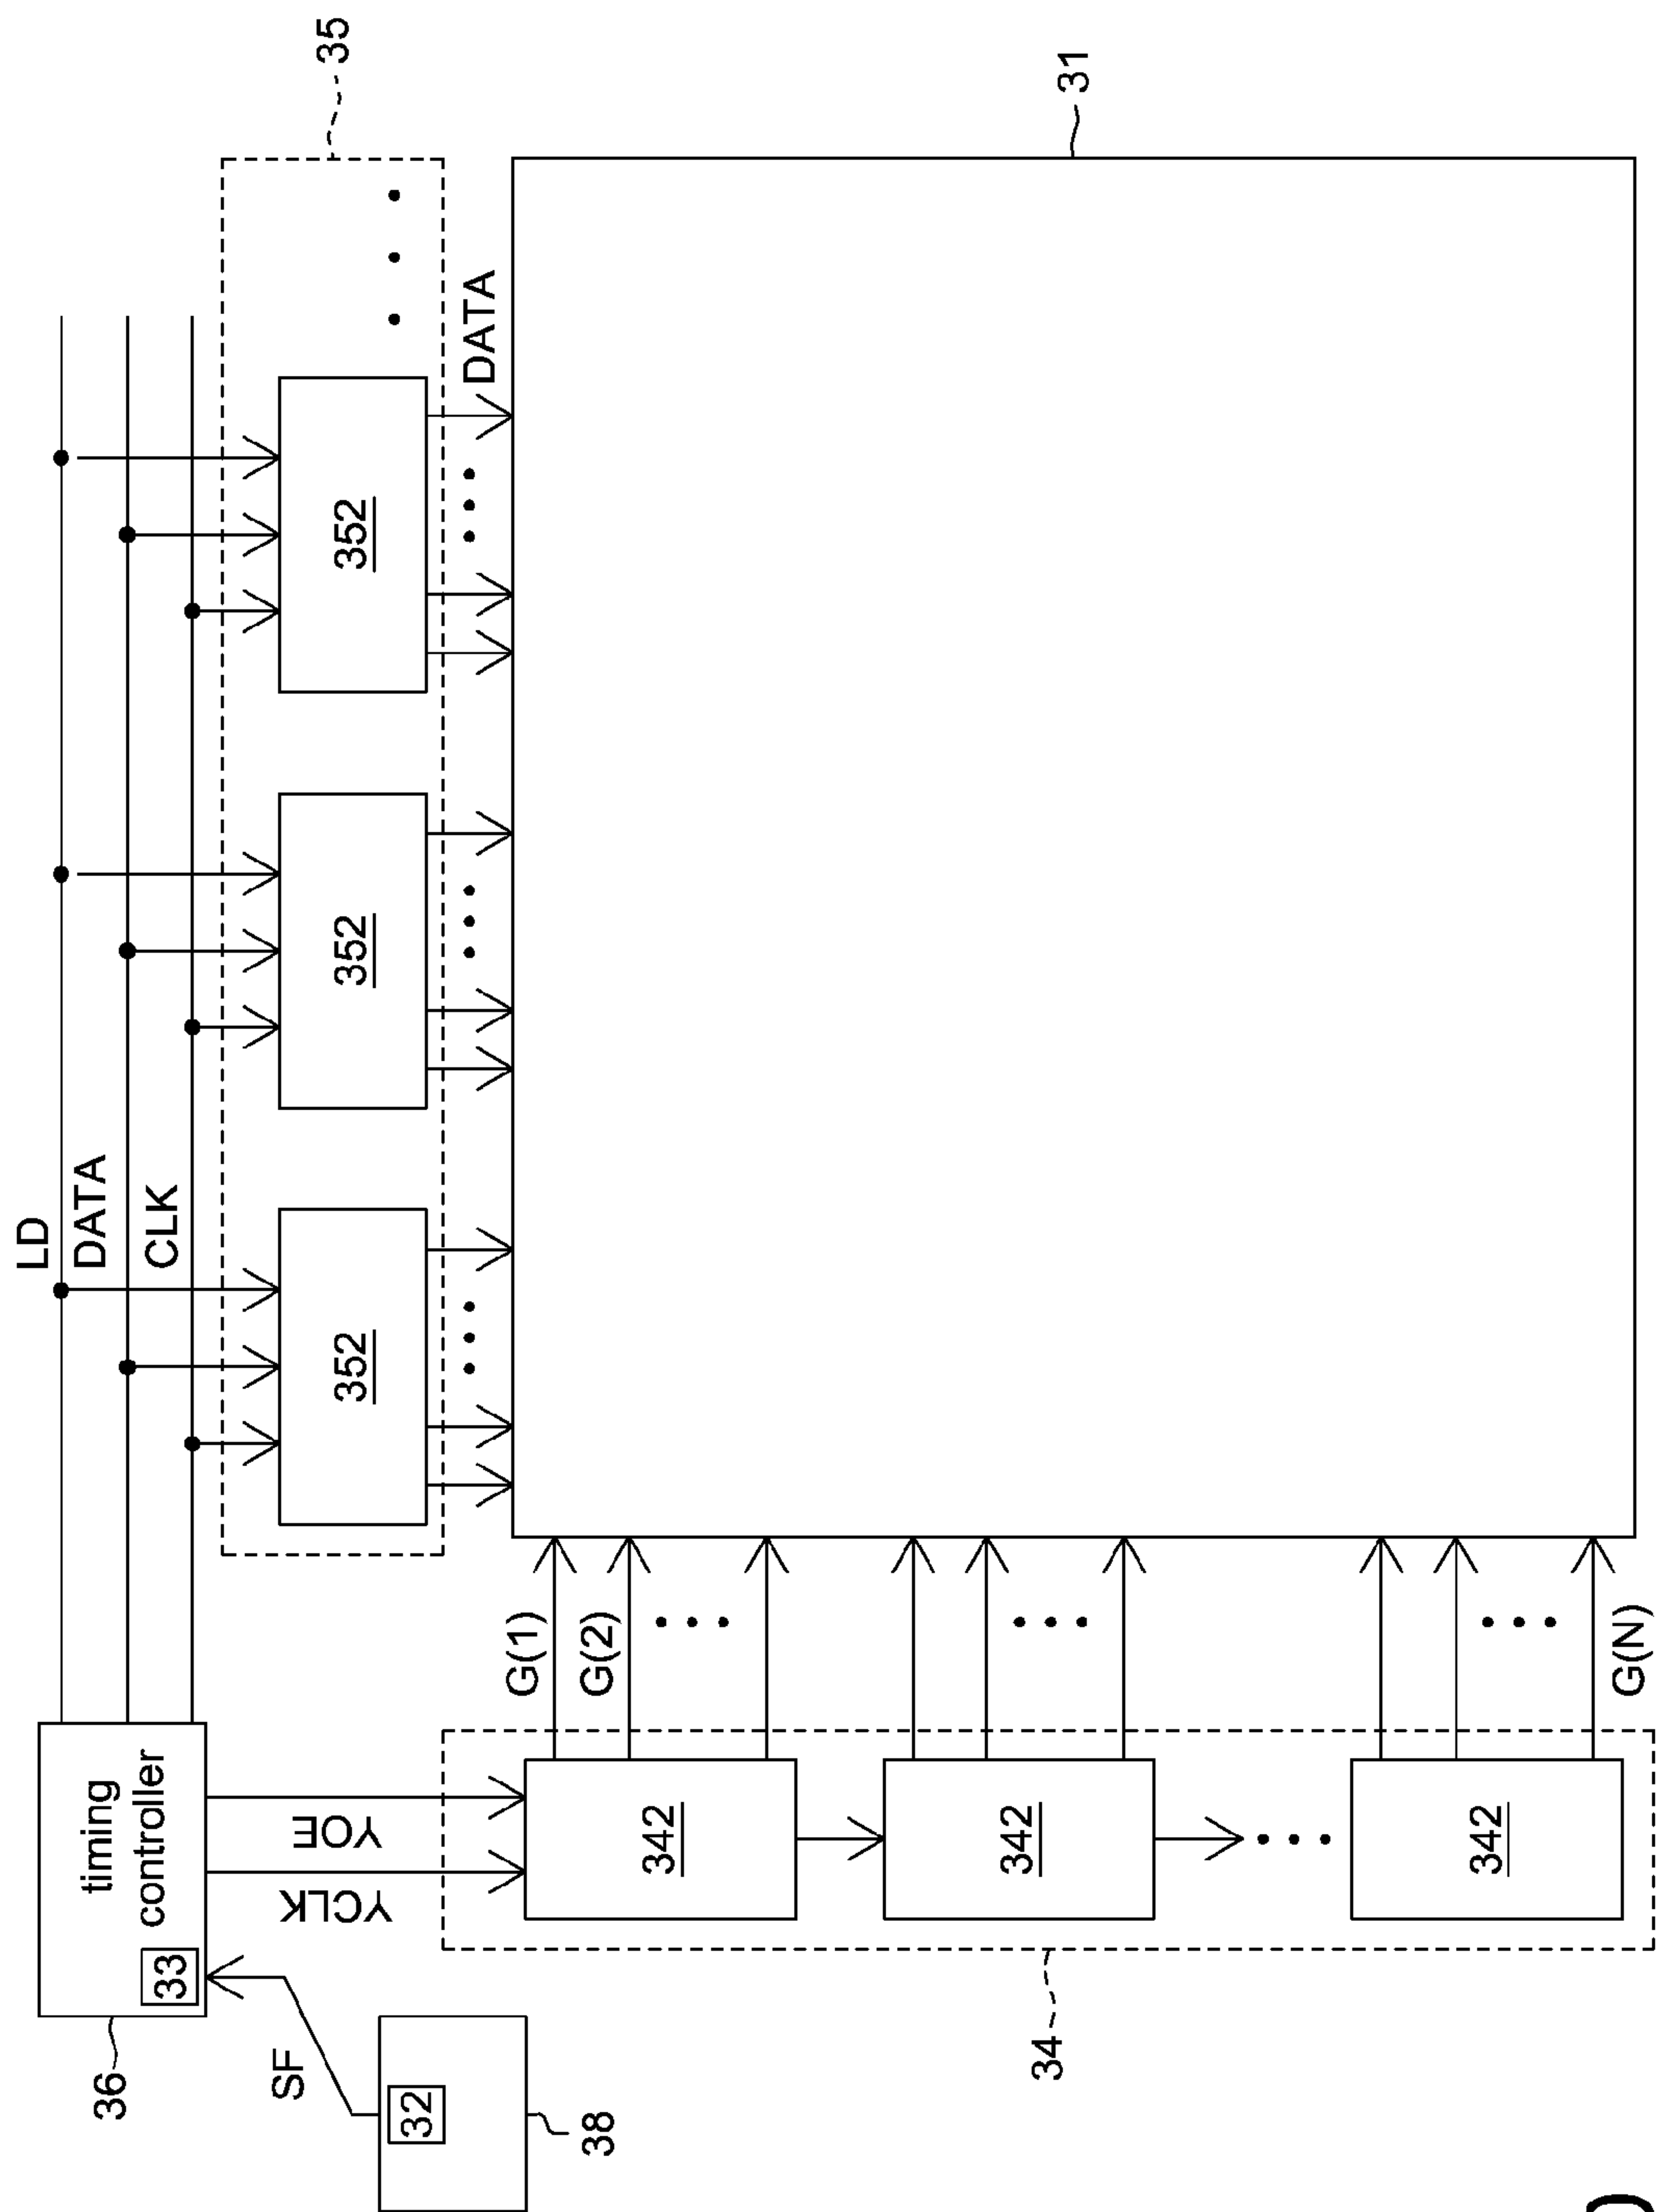 LD
DATA
CLK
35
timing
controller
33
36
SF
32
38
YCLK
YOE
352
352
352
DATA
G(1)
G(2)
G(N)
342
342
342
34
31